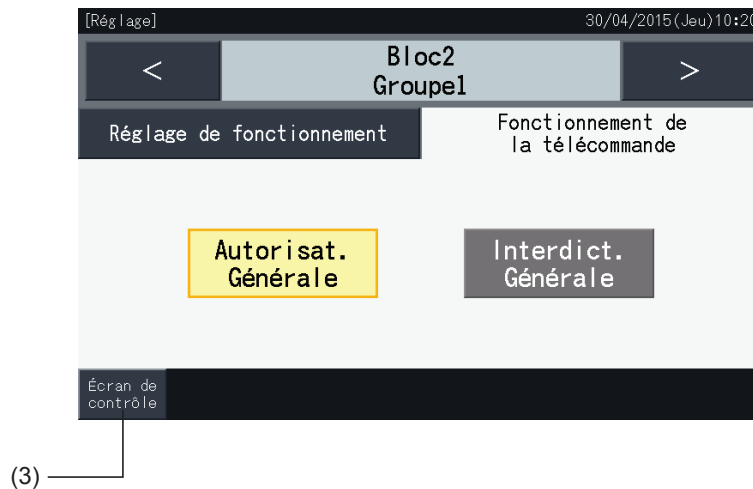 [Réglage] 30/04/2015(Jeu)10:20
< Bloc2 >
Groupe1
Réglage de fonctionnement
Fonctionnement de
la télécommande
Autorisat.
Générale
Interdict.
Générale
Écran de
contrôle
(3)